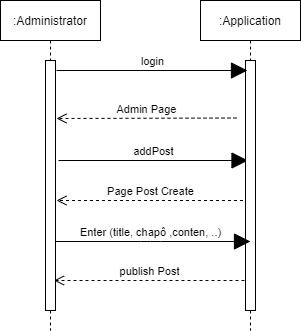 :Administrator
:Application
login
Admin Page
addPost
Page Post Create
Enter (title, chapô ,conten, ..)
publish Post